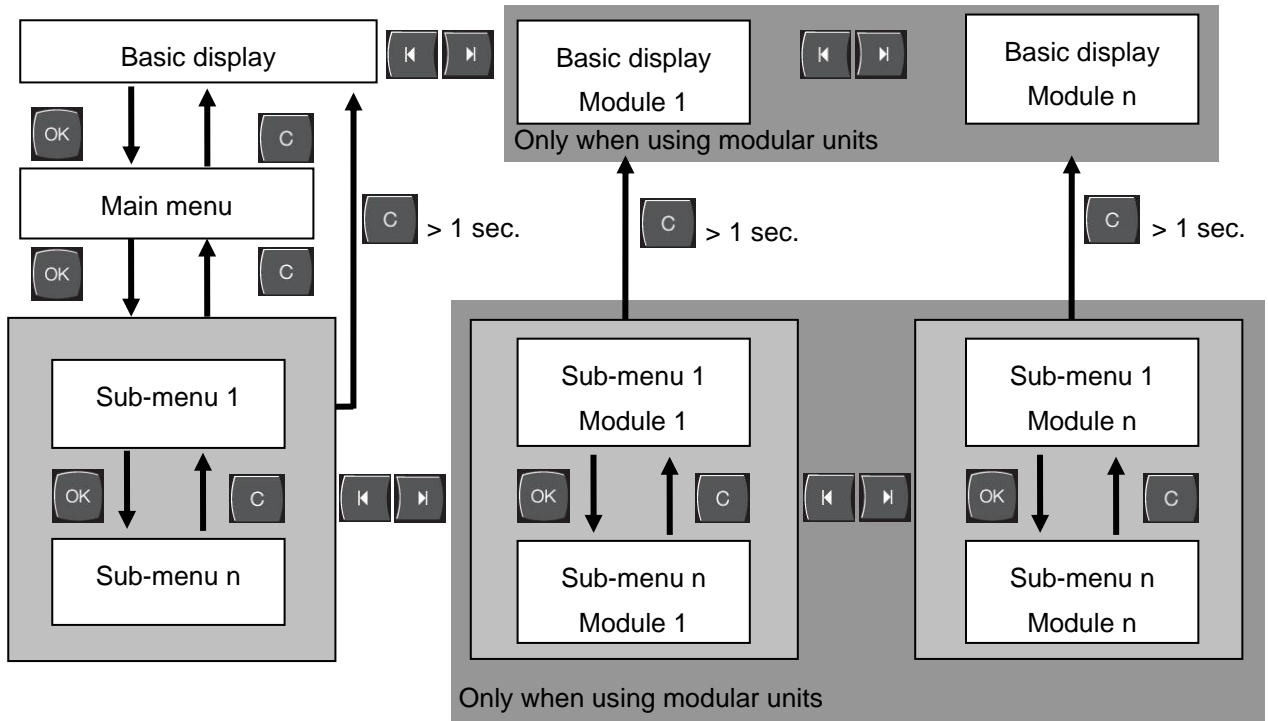 Basic display
Basic display
Module 1
Basic display
Module n
Only when using modular units
OK
C
Main menu
C
> 1 sec.
C
> 1 sec.
C
> 1 sec.
OK
C
Sub-menu 1
Sub-menu 1
Module 1
Sub-menu 1
Module n
OK
C
OK
C
OK
C
Sub-menu n
Sub-menu n
Module 1
Sub-menu n
Module n
Only when using modular units